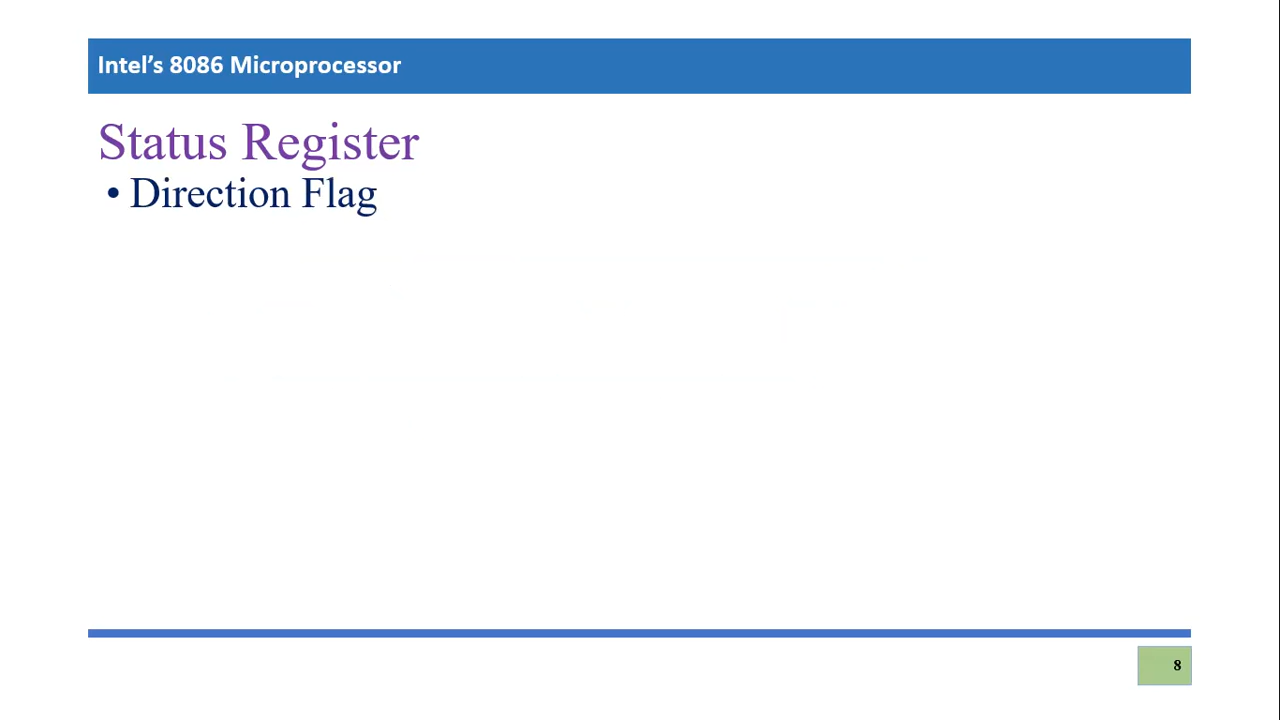 Intel’s 8086 Microprocessor
Status Register
• Direction Flag
8